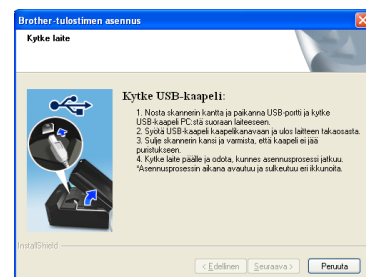 Brother-tulostimen asennus
Kytke laite
Kytke USB-kaapeli:
1. Nosta skannerin kantta ja paikanna USB-portti ja kytke
USB-kaapeli PC:stä suoraan laiteeseen.
2. Syötä USB-kaapeli kaapelikanavaan ja ulos laitteen takaosasta.
3. Sulje skannerin kansi ja varmista, että kaapeli ei jää
puristukseen.
4. Kytke laite päälle ja odota, kunnes asennusprosessi jatkuu.
*Asennusprosessin aikana avautuu ja sulkeutuu eri ikkunoita.
InstallShield
< Edellinen Seuraava > Peruuta